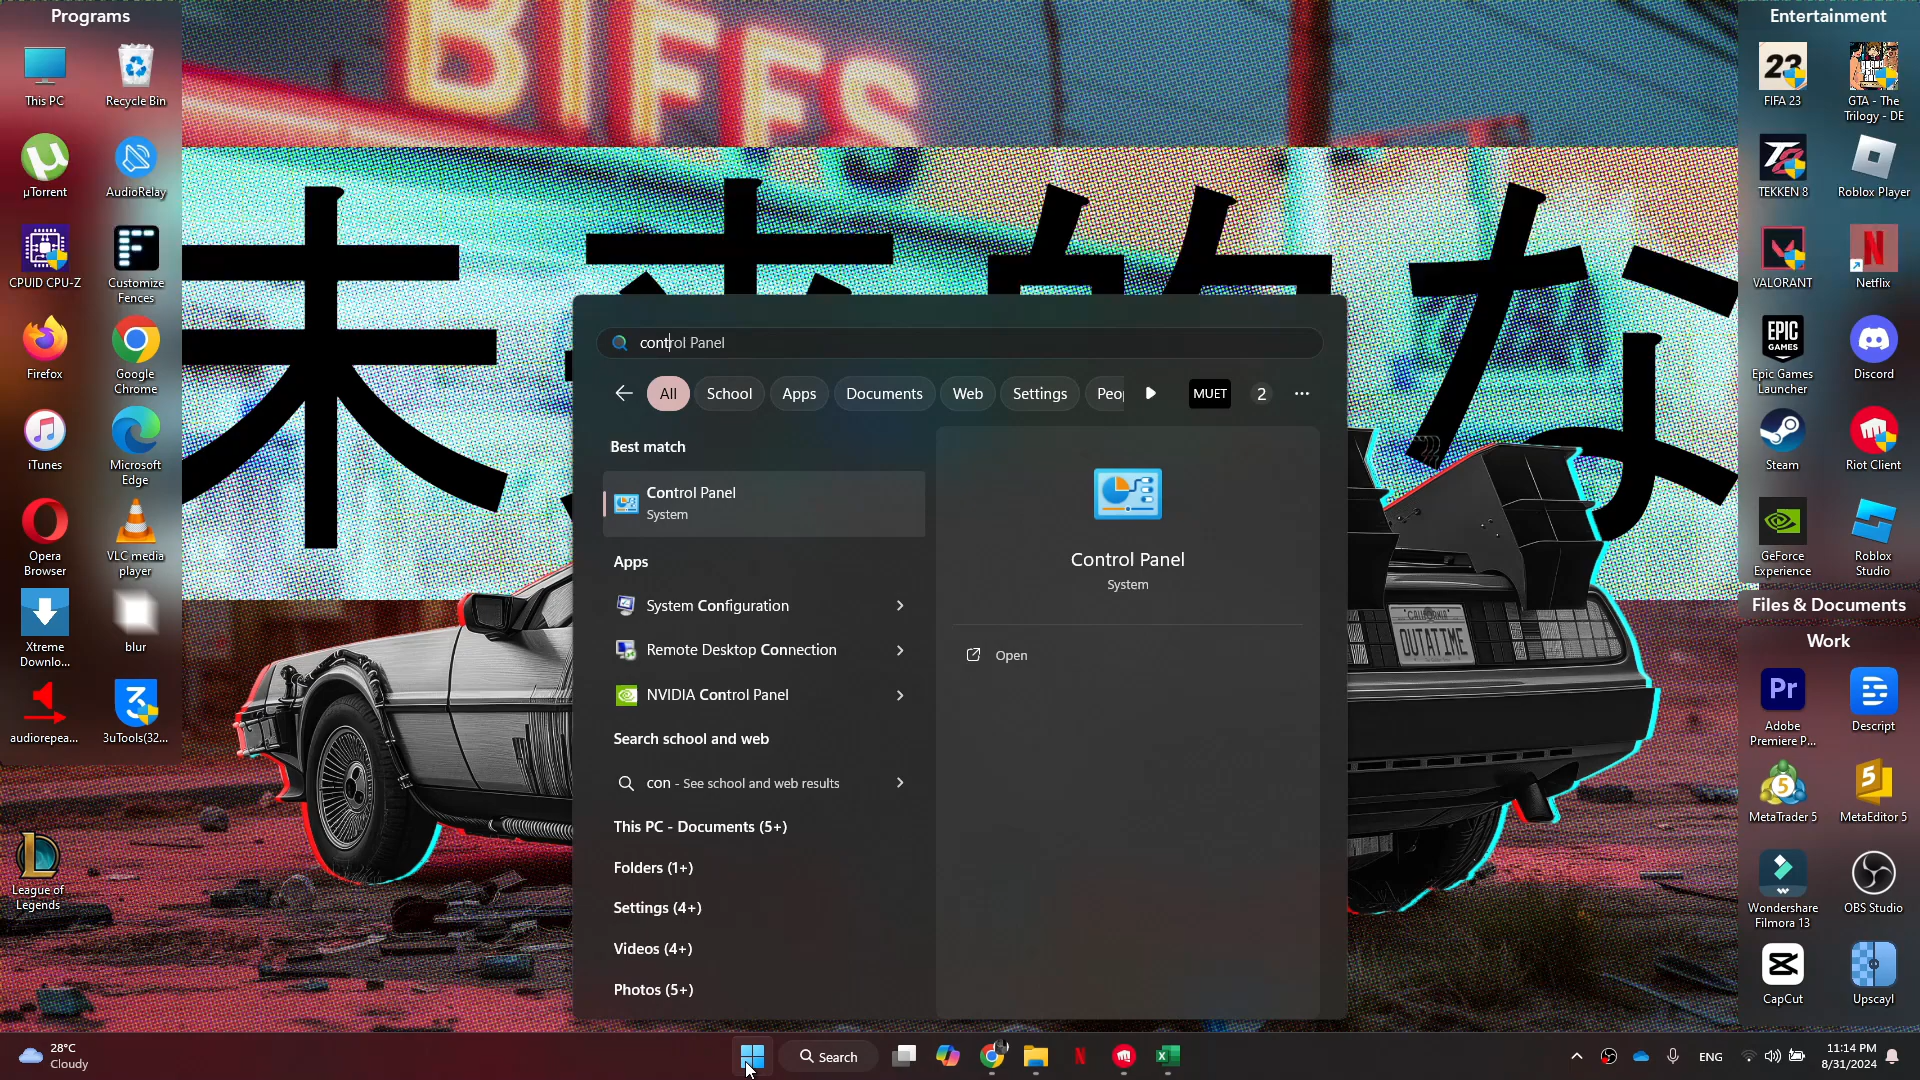 Programs
This PC
Recycle Bin
µTorrent
AudioRelay
CPUID CPU-Z
Customize
Fences
Firefox
Google
Chrome
iTunes
Microsoft
Edge
Opera
Browser
VLC media
player
Xtreme
Downlo...
blur
audiorepea...
3uTools(32...
League of
Legends
BIFFS
未来的な
CALIFORNIA
OUTATIME
control Panel
All
School
Apps
Documents
Web
Settings
MUET
2
Best match
Control Panel
System
Apps
System Configuration
Remote Desktop Connection
NVIDIA Control Panel
Search school and web
con - See school and web results
This PC - Documents (5+)
Folders (1+)
Settings (4+)
Videos (4+)
Photos (5+)
Control Panel
System
Open
Entertainment
23
FIFA 23
GTA - The
Trilogy - DE
TEKKEN 8
Roblox Player
VALORANT
Netflix
EPIC
GAMES
Epic Games
Launcher
Discord
Steam
Riot Client
GeForce
Experience
Roblox
Studio
Files & Documents
Work
Pr
Adobe
Premiere P...
Descript
5
MetaTrader 5
5
MetaEditor 5
Wondershare
Filmora 13
OBS Studio
CapCut
Upscayl
28°C
Cloudy
Search
ENG
11:14 PM
8/31/2024